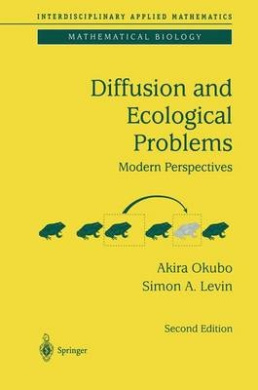 INTERDISCIPLINARY APPLIED MATHEMATICS
MATHEMATICAL BIOLOGY
Diffusion and
Ecological
Problems
Modern Perspectives
Akira Okubo
Simon A. Levin
Second Edition
Springer